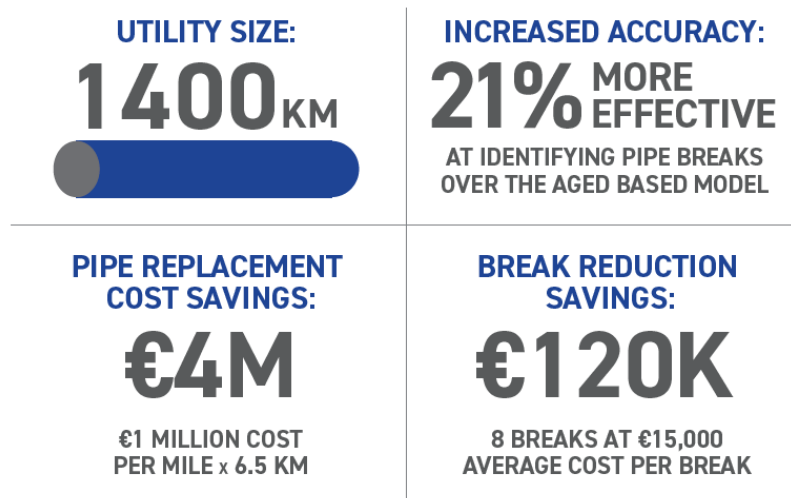 UTILITY SIZE:
1400 KM
INCREASED ACCURACY:
21% MORE
EFFECTIVE
AT IDENTIFYING PIPE BREAKS
OVER THE AGED BASED MODEL
PIPE REPLACEMENT
COST SAVINGS:
€4M
€1 MILLION COST
PER MILE x 6.5 KM
BREAK REDUCTION
SAVINGS:
€120K
8 BREAKS AT €15,000
AVERAGE COST PER BREAK